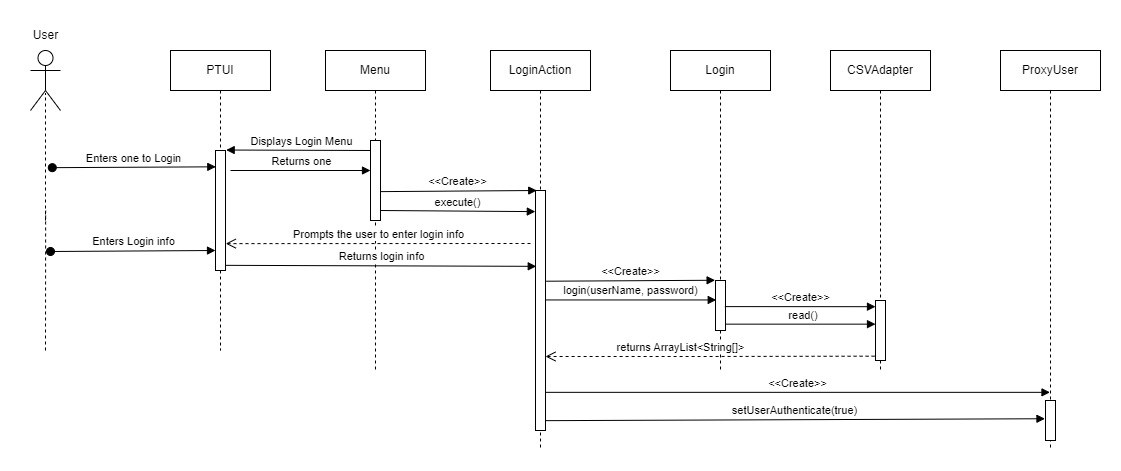 User
PTUI
Menu
LoginAction
Login
CSVAdapter
ProxyUser
Displays Login Menu
Enters one to Login
Returns one
<<Create>>
execute()
Prompts the user to enter login info
Enters Login info
Returns login info
<<Create>>
login(userName, password)
<<Create>>
read()
returns ArrayList<String[]>
<<Create>>
setUserAuthenticate(true)